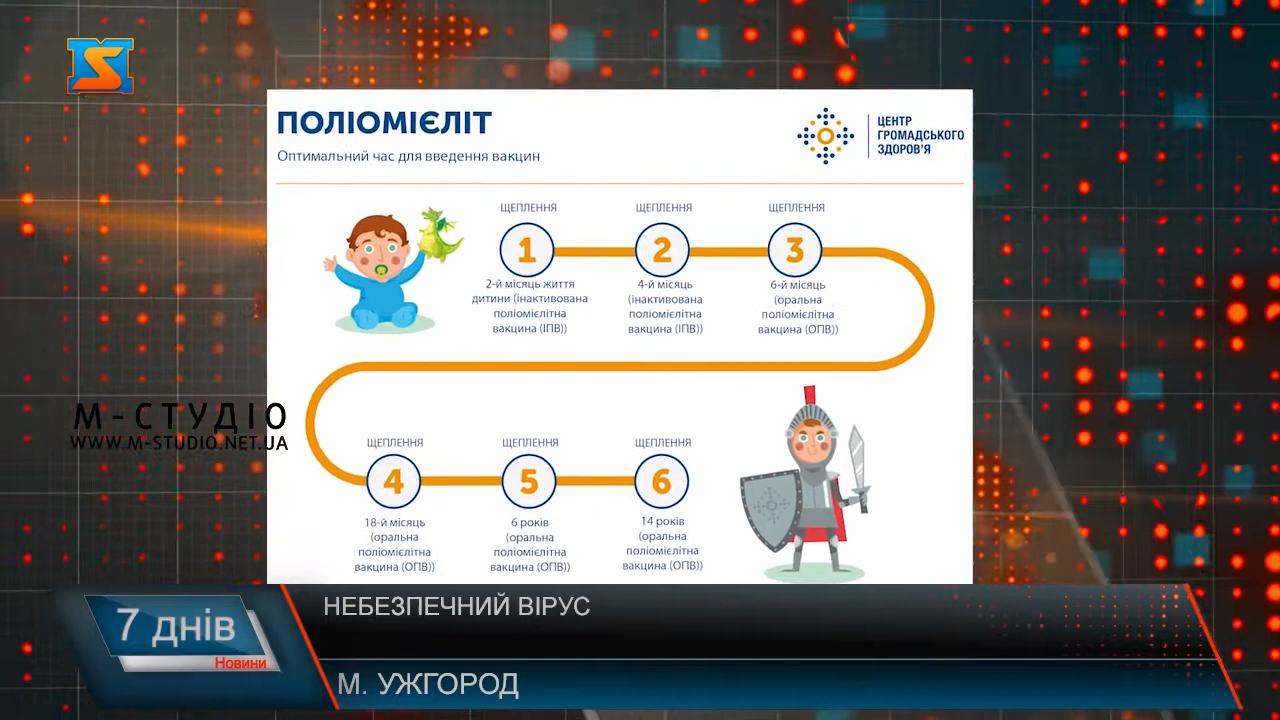 ПОЛІОМІЄЛІТ
Оптимальний час для введення вакцин
ЦЕНТР
ГРОМАДСЬКОГО
ЗДОРОВ'Я
ЩЕПЛЕННЯ
1
2-й місяць життя
дитини (інактивована
поліомієлітна
вакцина (ІПВ))
ЩЕПЛЕННЯ
2
4-й місяць
(інактивована
поліомієлітна
вакцина (ІПВ))
ЩЕПЛЕННЯ
3
6-й місяць
(оральна
поліомієлітна
вакцина (ОПВ))
М-СТУДІО
WWW.M-STUDIO.NET.UA
ЩЕПЛЕННЯ
4
18-й місяць
(оральна
поліомієлітна
вакцина (ОПВ))
ЩЕПЛЕННЯ
5
6 років
(оральна
поліомієлітна
вакцина (ОПВ))
ЩЕПЛЕННЯ
6
14 років
(оральна
поліомієлітна
вакцина (ОПВ))
7 днів
Новини
НЕБЕЗПЕЧНИЙ ВІРУС
М. УЖГОРОД